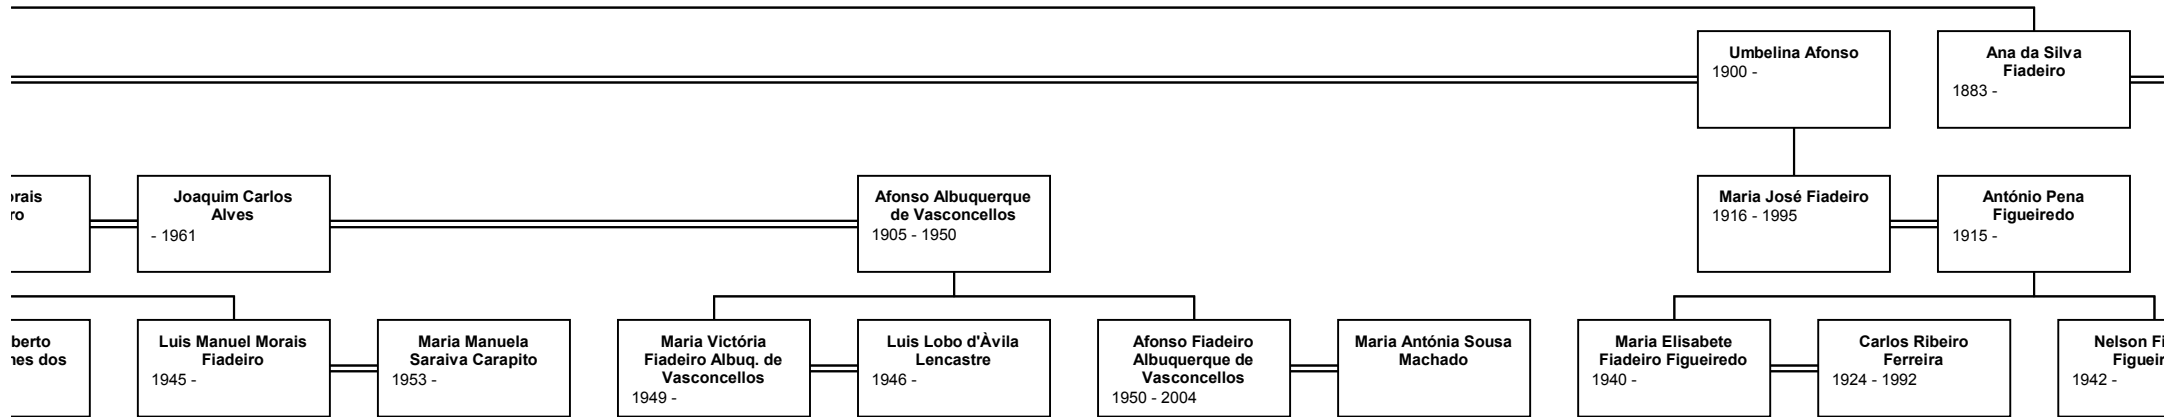 Umbelina Afonso
1900 -
Ana da Silva
Fiadeiro
1883 -
Joaquim Carlos
Alves
- 1961
Afonso Albuquerque
de Vasconcellos
1905 - 1950
Maria José Fiadeiro
1916 - 1995
António Pena
Figueiredo
1915 -
Luis Manuel Morais
Fiadeiro
1945 -
Maria Manuela
Saraiva Carapito
1953 -
Maria Victória
Fiadeiro Albuq. de
Vasconcellos
1949 -
Luis Lobo d'Àvila
Lencastre
1946 -
Afonso Fiadeiro
Albuquerque de
Vasconcellos
1950 - 2004
Maria Antónia Sousa
Machado
Maria Elisabete
Fiadeiro Figueiredo
1940 -
Carlos Ribeiro
Ferreira
1924 - 1992
Nelson
1942 -